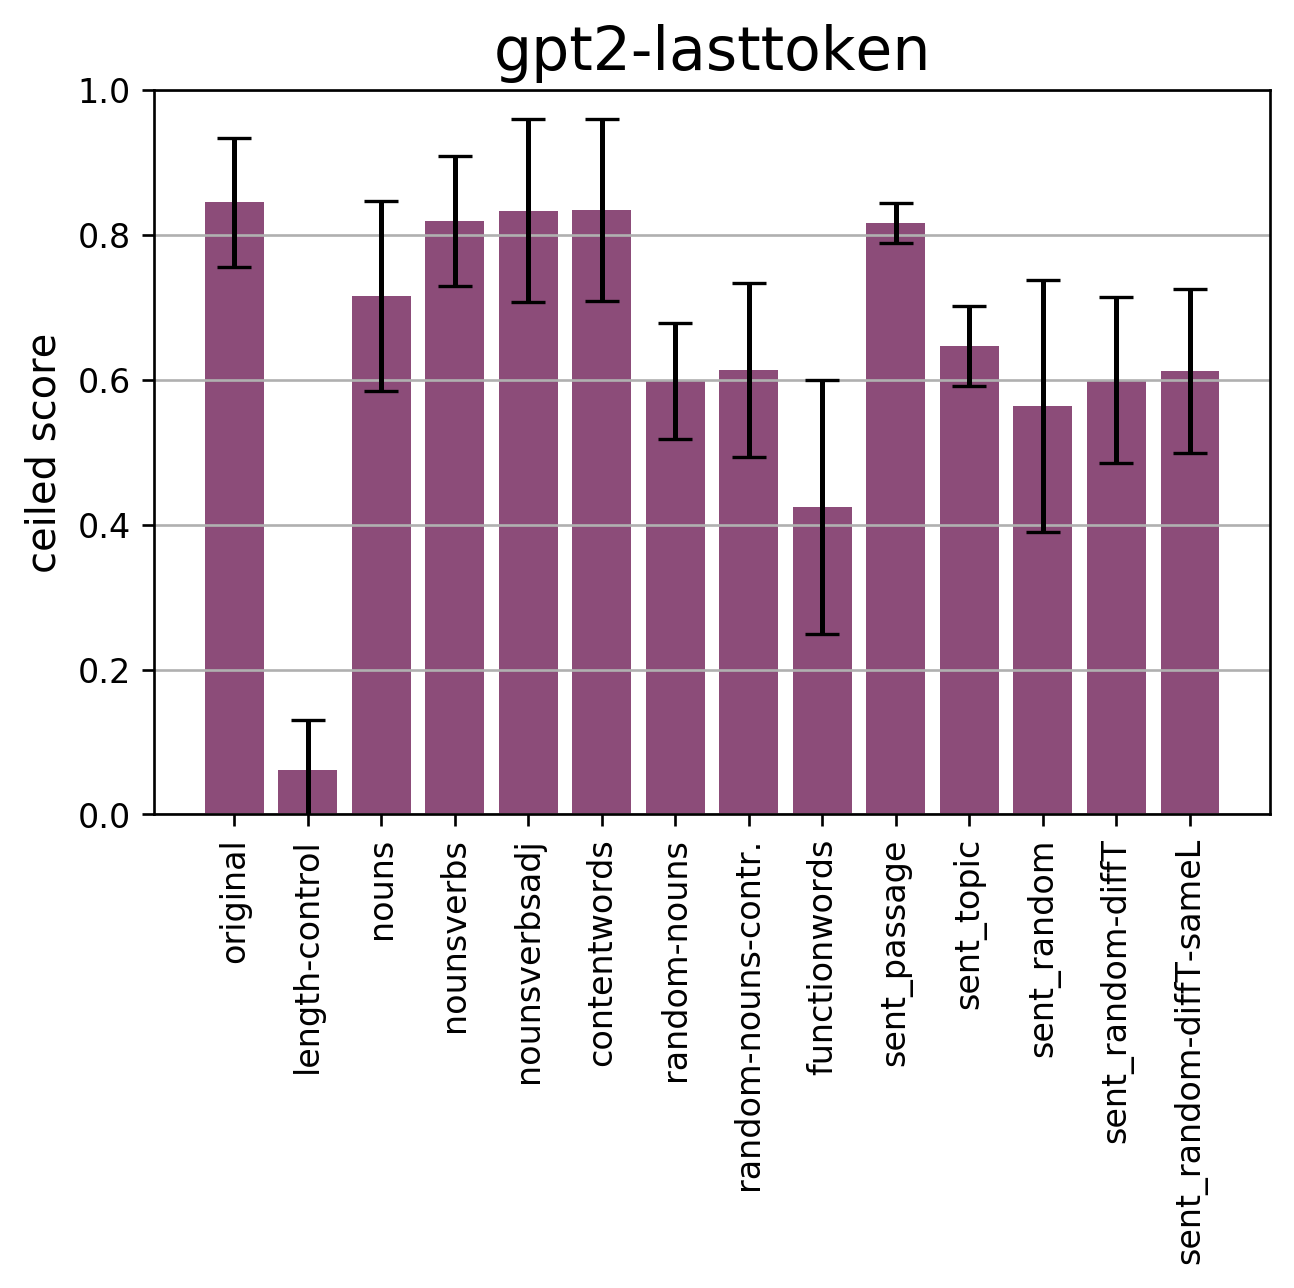 gpt2-lasttoken
1.0
0.8
0.6
0.4
0.2
0.0
ceiled score
original
length-control
nouns
nounsverbs
nounsverbsadj
contentwords
random-nouns
random-nouns-contr.
functionwords
sent_passage
sent_topic
sent_random
sent_random-diffT
sent_random-diffT-sameL